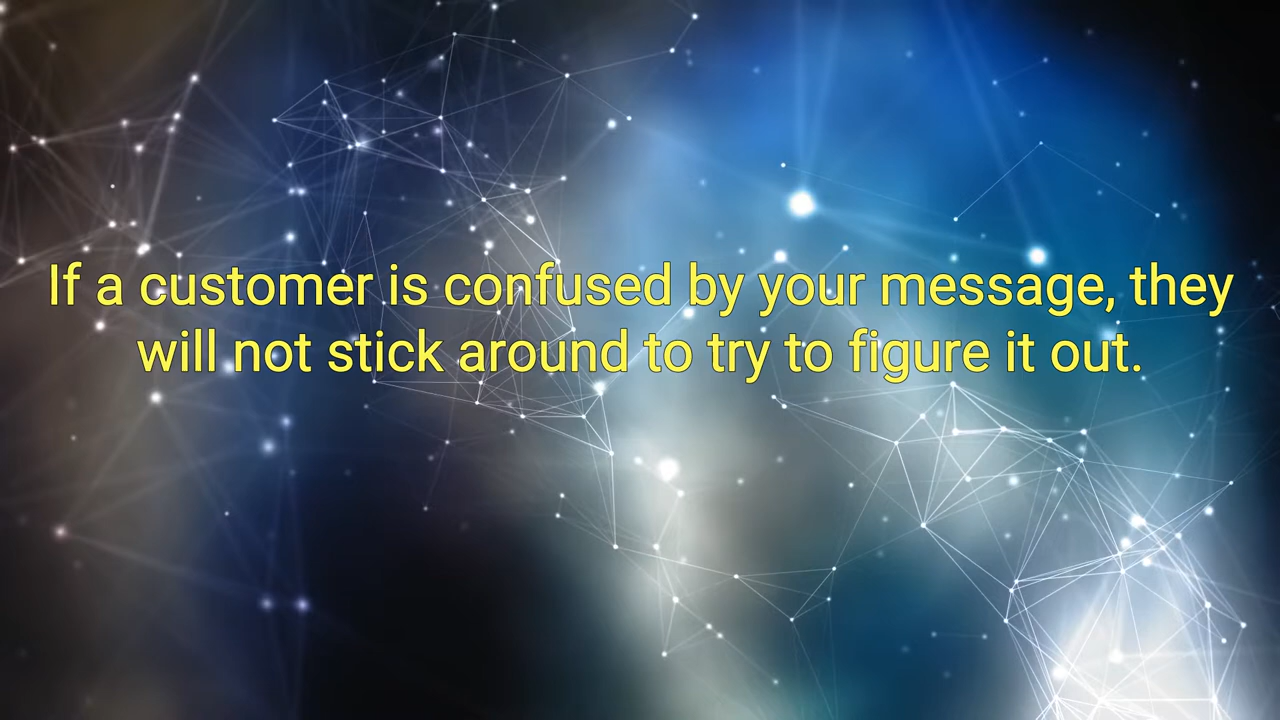 If a customer is confused by your message, they
will not stick around to try to figure it out.